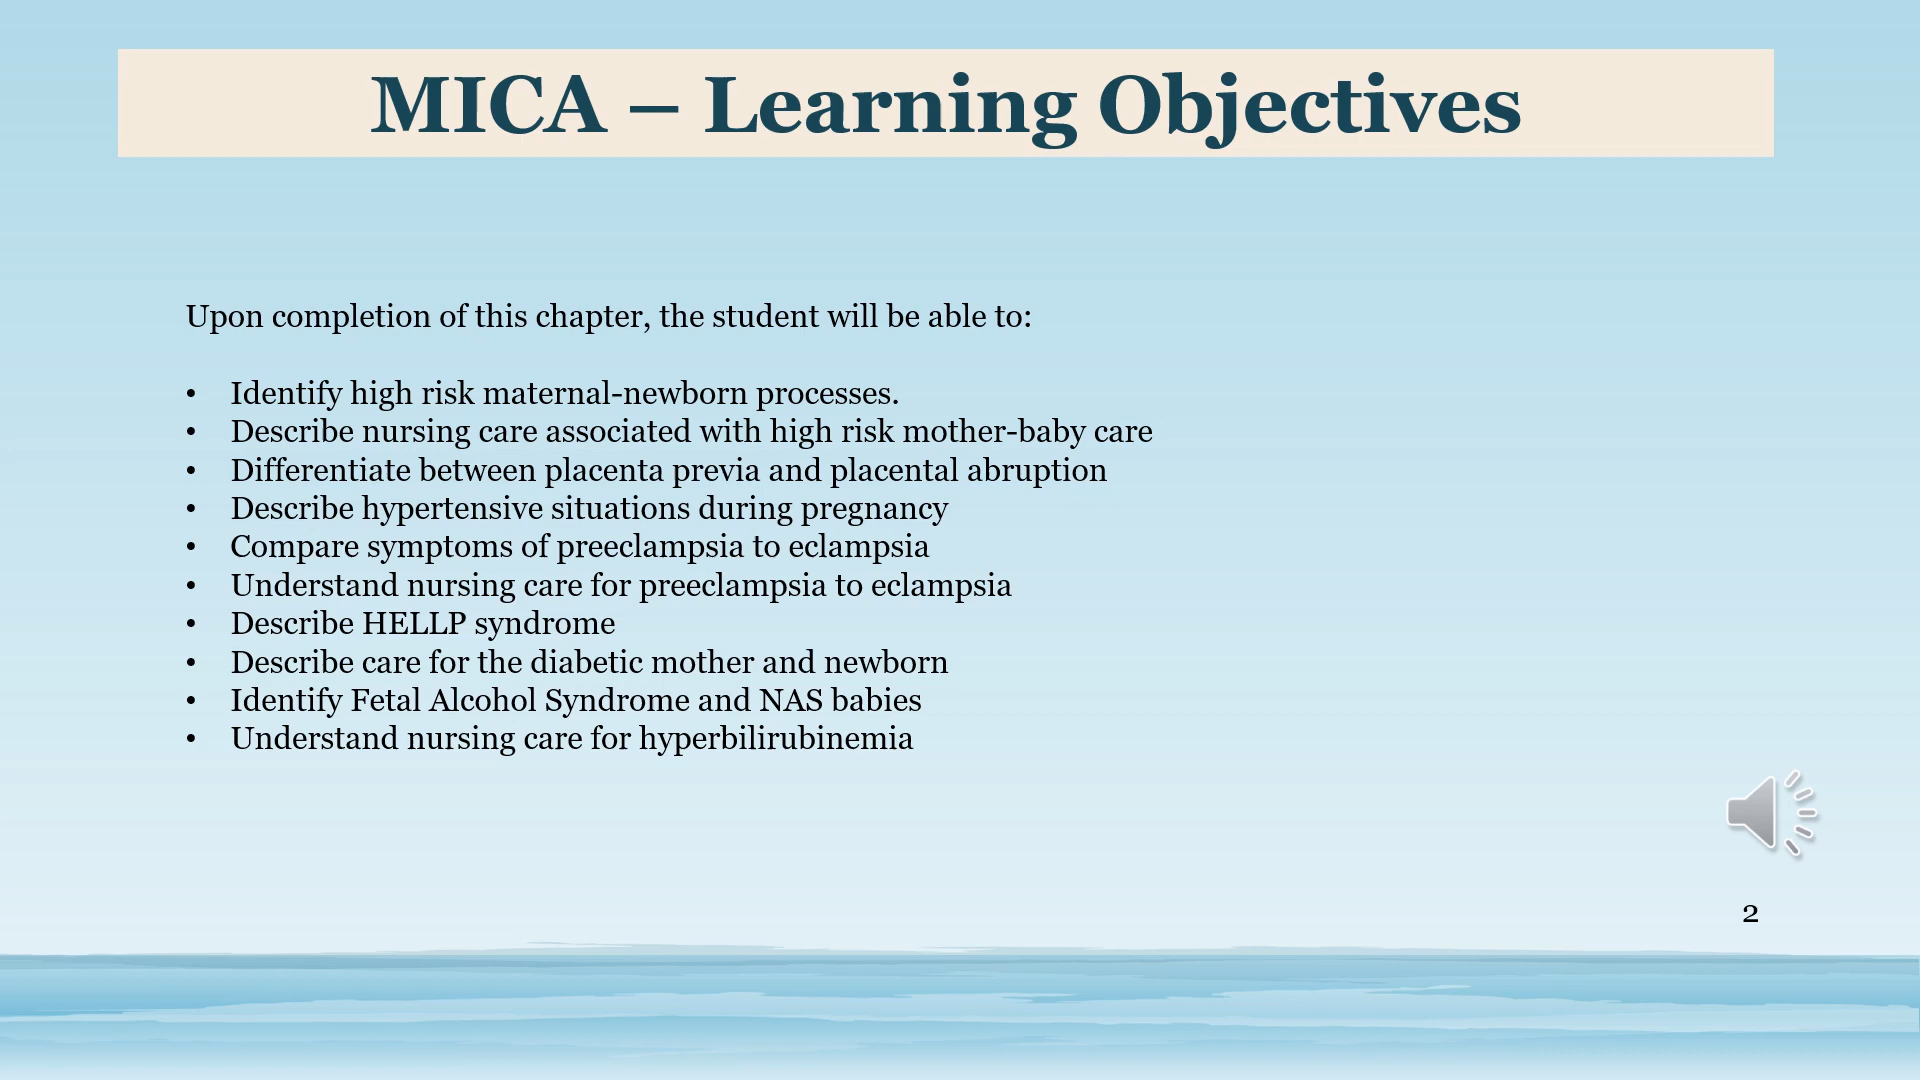 MICA – Learning Objectives
Upon completion of this chapter, the student will be able to:
• Identify high risk maternal-newborn processes.
• Describe nursing care associated with high risk mother-baby care
• Differentiate between placenta previa and placental abruption
• Describe hypertensive situations during pregnancy
• Compare symptoms of preeclampsia to eclampsia
• Understand nursing care for preeclampsia to eclampsia
• Describe HELLP syndrome
• Describe care for the diabetic mother and newborn
• Identify Fetal Alcohol Syndrome and NAS babies
• Understand nursing care for hyperbilirubinemia
2